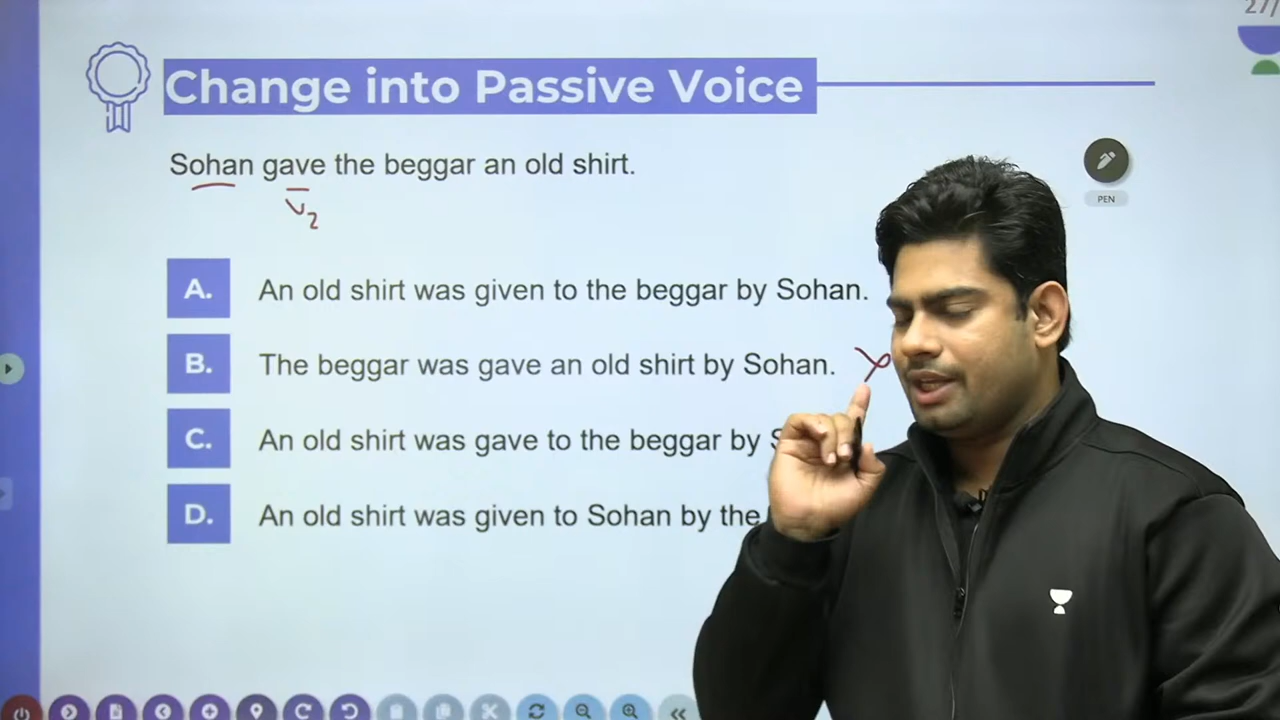 27/
Change into Passive Voice
Sohan gave the beggar an old shirt.
V2
PEN
A. An old shirt was given to the beggar by Sohan.
B. The beggar was gave an old shirt by Sohan.
C. An old shirt was gave to the beggar by S
D. An old shirt was given to Sohan by the